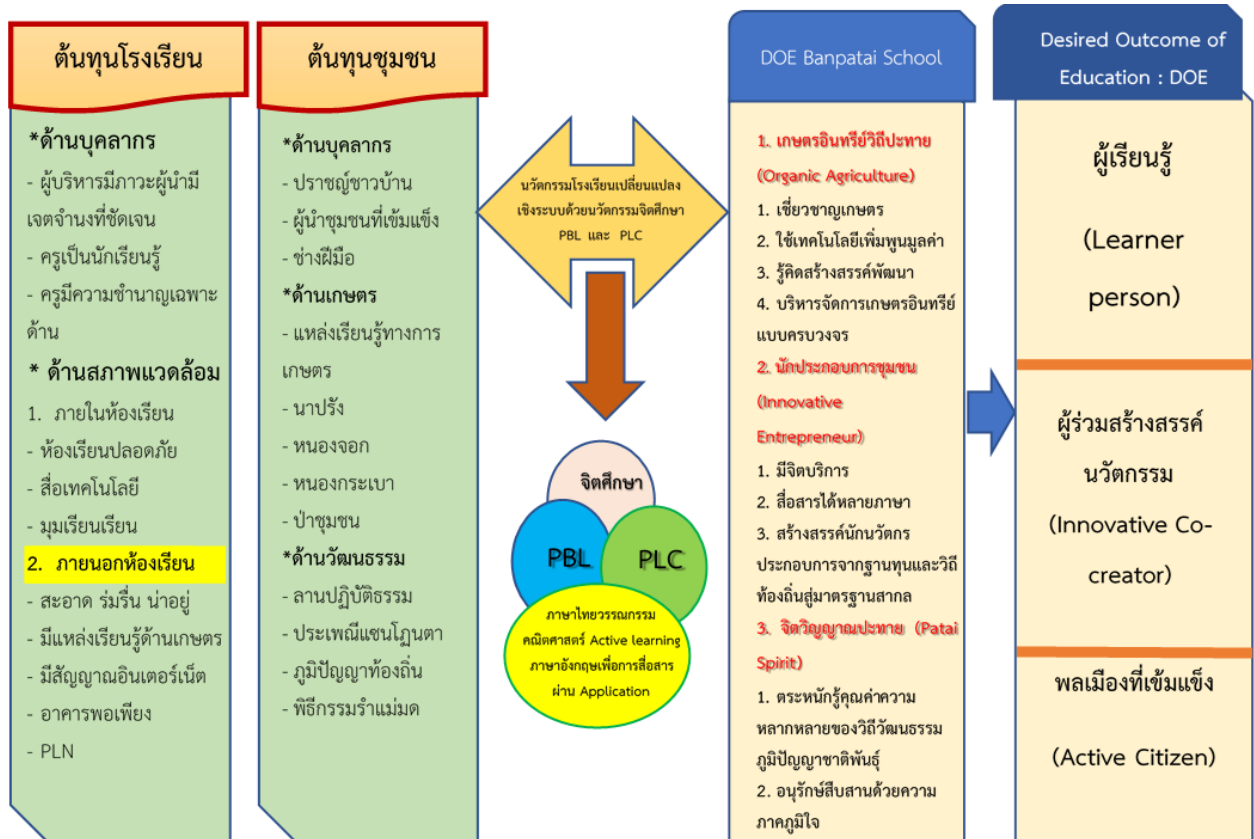 ต้นทุนโรงเรียน
*ด้านบุคลากร
- ผู้บริหารมีภาวะผู้นำมี
เจตจำนงที่ชัดเจน
- ครูเป็นนักเรียนรู้
- ครูมีความชำนาญเฉพาะ
ด้าน
* ด้านสภาพแวดล้อม
1. ภายในห้องเรียน
- ห้องเรียนปลอดภัย
- สื่อเทคโนโลยี
- มุมเรียนเรียน
2. ภายนอกห้องเรียน
- สะอาด ร่มรื่น น่าอยู่
- มีแหล่งเรียนรู้ด้านเกษตร
- มีสัญญาณอินเตอร์เน็ต
- อาคารพอเพียง
- PLN
ต้นทุนชุมชน
*ด้านบุคลากร
- ปราชญ์ชาวบ้าน
- ผู้นำชุมชนที่เข้มแข็ง
- ช่างฝีมือ
*ด้านเกษตร
- แหล่งเรียนรู้ทางการ
เกษตร
- นาปรัง
- หนองจอก
- หนองกระเบา
- ป่าชุมชน
*ด้านวัฒนธรรม
- ลานปฏิบัติธรรม
- ประเพณีแซนโฎนตา
- ภูมิปัญญาท้องถิ่น
- พิธีกรรมรำแม่มด
นวัตกรรมโรงเรียนเปลี่ยนแปลง
เชิงระบบด้วยนวัตกรรมจิตศึกษา
PBL และ PLC
จิตศึกษา
PBL
PLC
ภาษาไทยวรรณกรรม
คณิตศาสตร์ Active learning
ภาษาอังกฤษเพื่อการสื่อสาร
ผ่าน Application
DOE Banpatai School
1. เกษตรอินทรีย์วิถีปะทาย
(Organic Agriculture)
1. เชี่ยวชาญเกษตร
2. ใช้เทคโนโลยีเพิ่มพูนมูลค่า
3. รู้คิดสร้างสรรค์พัฒนา
4. บริหารจัดการเกษตรอินทรีย์
แบบครบวงจร
2. นักประกอบการชุมชน
(Innovative
Entrepreneur)
1. มีจิตบริการ
2. สื่อสารได้หลายภาษา
3. สร้างสรรค์นักนวัตกร
ประกอบการจากฐานทุนและวิถี
ท้องถิ่นสู่มาตรฐานสากล
3. จิตวิญญาณปะทาย (Patai
Spirit)
1. ตระหนักรู้คุณค่าความ
หลากหลายของวิถีวัฒนธรรม
ภูมิปัญญาชาติพันธุ์
2. อนุรักษ์สืบสานด้วยความ
ภาคภูมิใจ
Desired Outcome of
Education : DOE
ผู้เรียนรู้
(Learner
person)
ผู้ร่วมสร้างสรรค์
นวัตกรรม
(Innovative Co-
creator)
พลเมืองที่เข้มแข็ง
(Active Citizen)